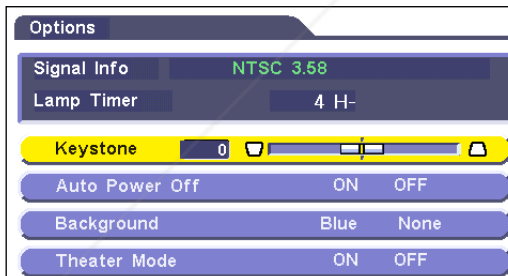 Options
Signal Info NTSC 3.58
Lamp Timer 4 H-
Keystone 0
Auto Power Off ON OFF
Background Blue None
Theater Mode ON OFF